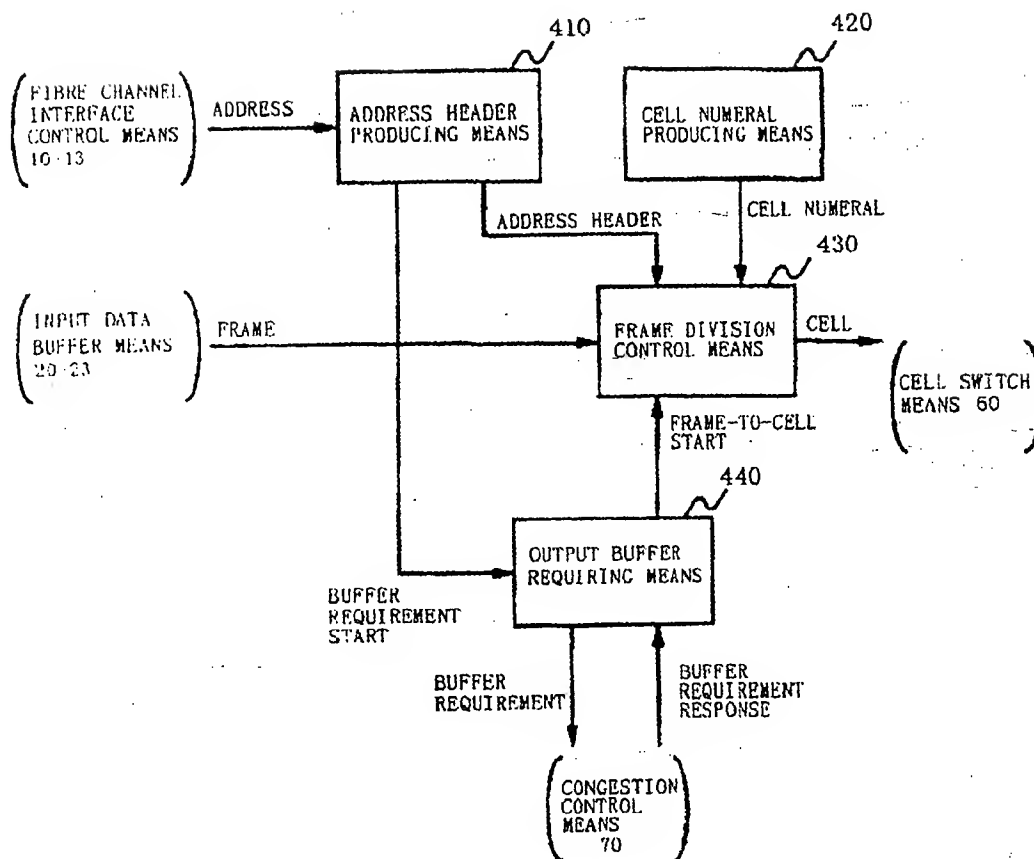 410
420
FIBRE CHANNEL
INTERFACE
CONTROL MEANS
10·13
ADDRESS
ADDRESS HEADER
PRODUCING MEANS
CELL NUMERAL
PRODUCING MEANS
ADDRESS HEADER
CELL NUMERAL
430
INPUT DATA
BUFFER MEANS
20·23
FRAME
FRAME DIVISION
CONTROL MEANS
CELL
CELL SWITCH
MEANS 60
FRAME-TO-CELL
START
440
OUTPUT BUFFER
REQUIRING MEANS
BUFFER
REQUIREMENT
START
BUFFER
REQUIREMENT
BUFFER
REQUIREMENT
RESPONSE
CONGESTION
CONTROL
MEANS
70